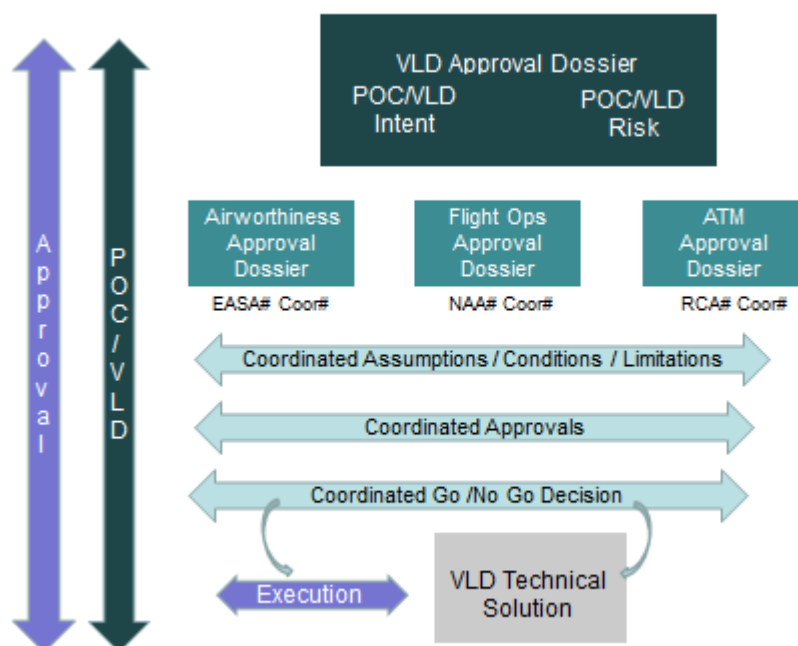 VLD Approval Dossier
POC/VLD
Intent
POC/VLD
Risk
Approval
POC/VLD
Airworthiness
Approval
Dossier
Flight Ops
Approval
Dossier
ATM
Approval
Dossier
EASA# Coor#
NAA# Coor#
RCA# Coor#
Coordinated Assumptions / Conditions / Limitations
Coordinated Approvals
Coordinated Go /No Go Decision
Execution
VLD Technical
Solution